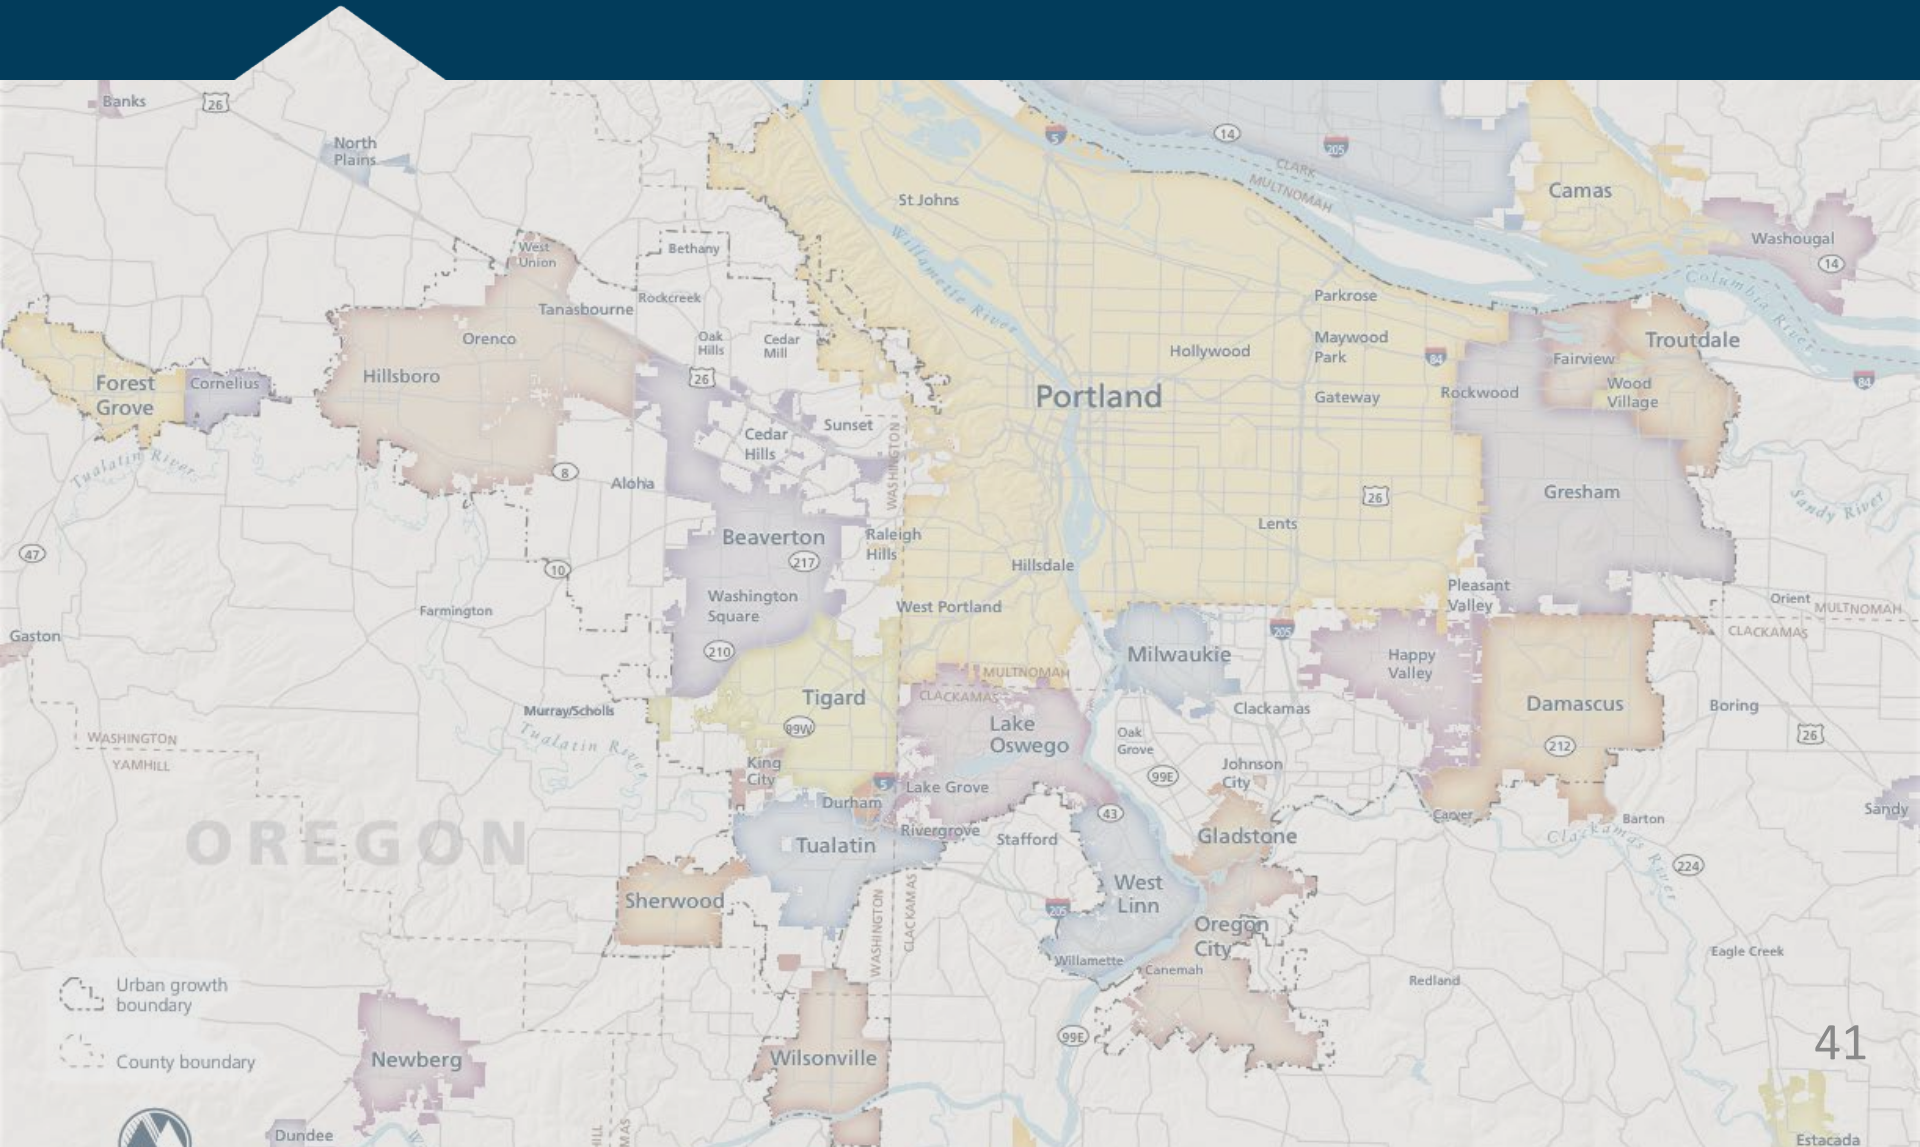 Banks
26
North
Plains
5
14
205
CLARK
MULTNOMAH
Camas
St Johns
Washougal
14
West
Union
Bethany
Willamette River
Columbia River
Rockcreek
Tanasbourne
Parkrose
Orenco
Oak
Hills
Cedar
Mill
Hollywood
Maywood
Park
84
Fairview
Troutdale
Forest
Grove
Cornelius
Hillsboro
26
Portland
Gateway
Rockwood
Wood
Village
84
Cedar
Hills
Sunset
WASHINGTON
Tualatin River
8
Aloha
26
Gresham
Sandy River
Beaverton
217
Raleigh
Hills
Lents
47
10
Hillsdale
Farmington
Washington
Square
West Portland
Pleasant
Valley
Orient
MULTNOMAH
CLACKAMAS
Gaston
210
205
Milwaukie
Happy
Valley
MULTNOMAH
CLACKAMAS
Tigard
Murray/Scholls
99W
Lake
Oswego
Clackamas
Damascus
Boring
26
WASHINGTON
YAMHILL
Tualatin River
Oak
Grove
212
King
City
99E
Johnson
City
5
Durham
Lake Grove
43
Carver
Barton
Sandy
OREGON
Tualatin
Rivergrove
Stafford
Gladstone
Clackamas River
224
Sherwood
West
Linn
205
WASHINGTON
CLACKAMAS
Oregon
City
Willamette
Canemah
Eagle Creek
Redland
Urban growth
boundary
County boundary
Newberg
Wilsonville
99E
41
Dundee
Estacada